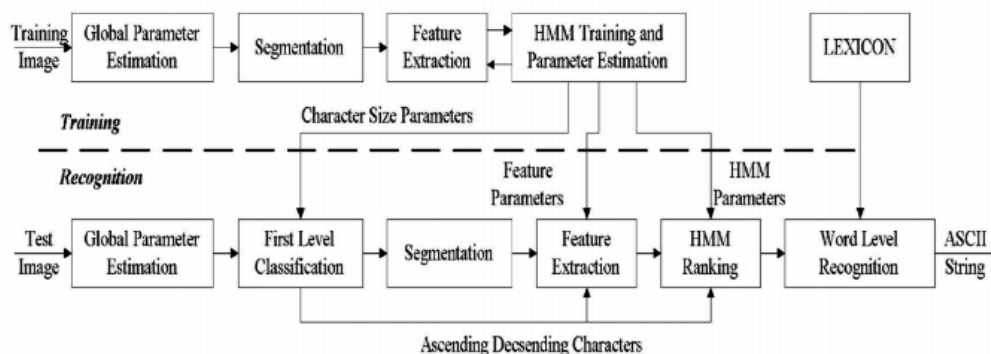 Training
Image
Global Parameter
Estimation
Segmentation
Feature
Extraction
HMM Training and
Parameter Estimation
LEXICON
Character Size Parameters
Training
Recognition
Feature
Parameters
HMM
Parameters
Test
Image
Global Parameter
Estimation
First Level
Classification
Segmentation
Feature
Extraction
HMM
Ranking
Word Level
Recognition
ASCII
String
Ascending Decsending Characters